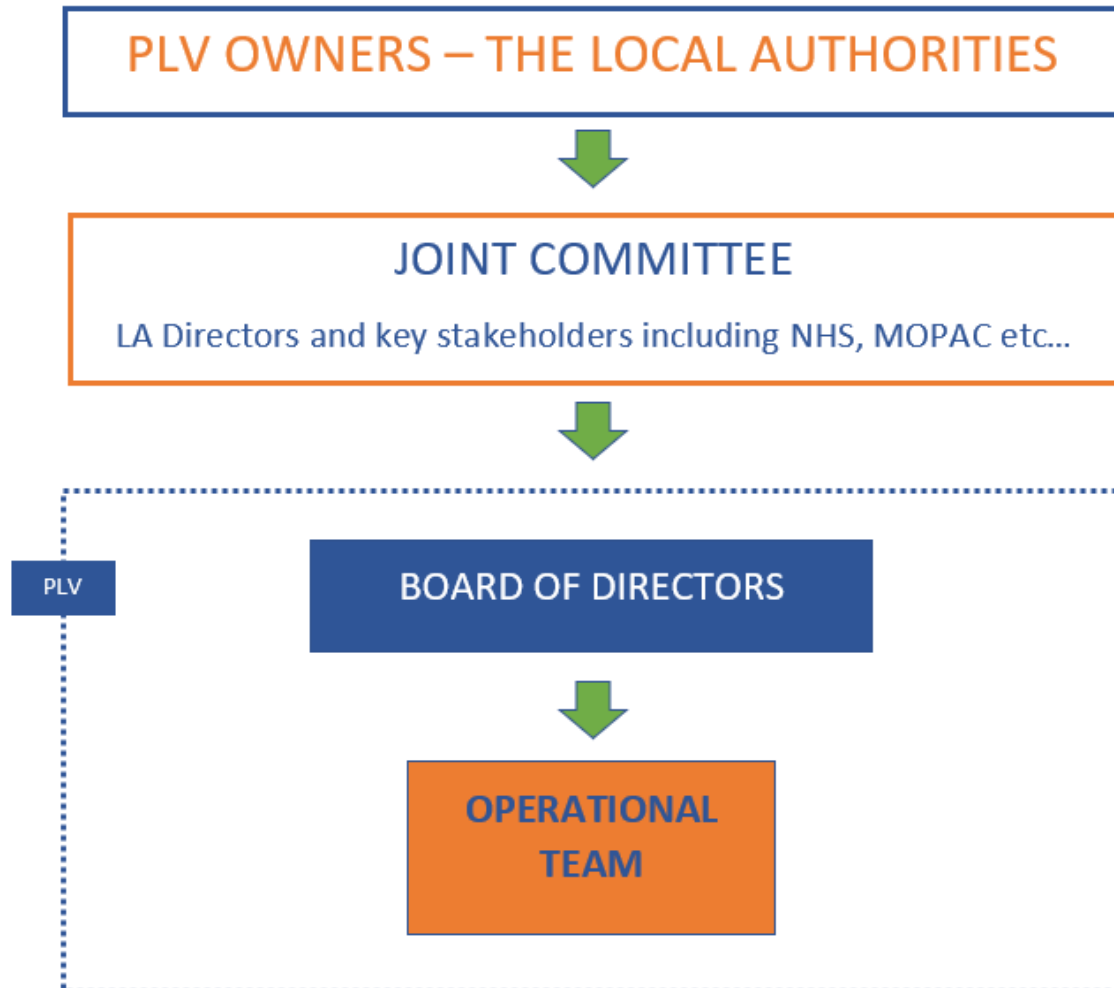 PLV OWNERS – THE LOCAL AUTHORITIES
JOINT COMMITTEE
LA Directors and key stakeholders including NHS, MOPAC etc...
PLV
BOARD OF DIRECTORS
OPERATIONAL
TEAM